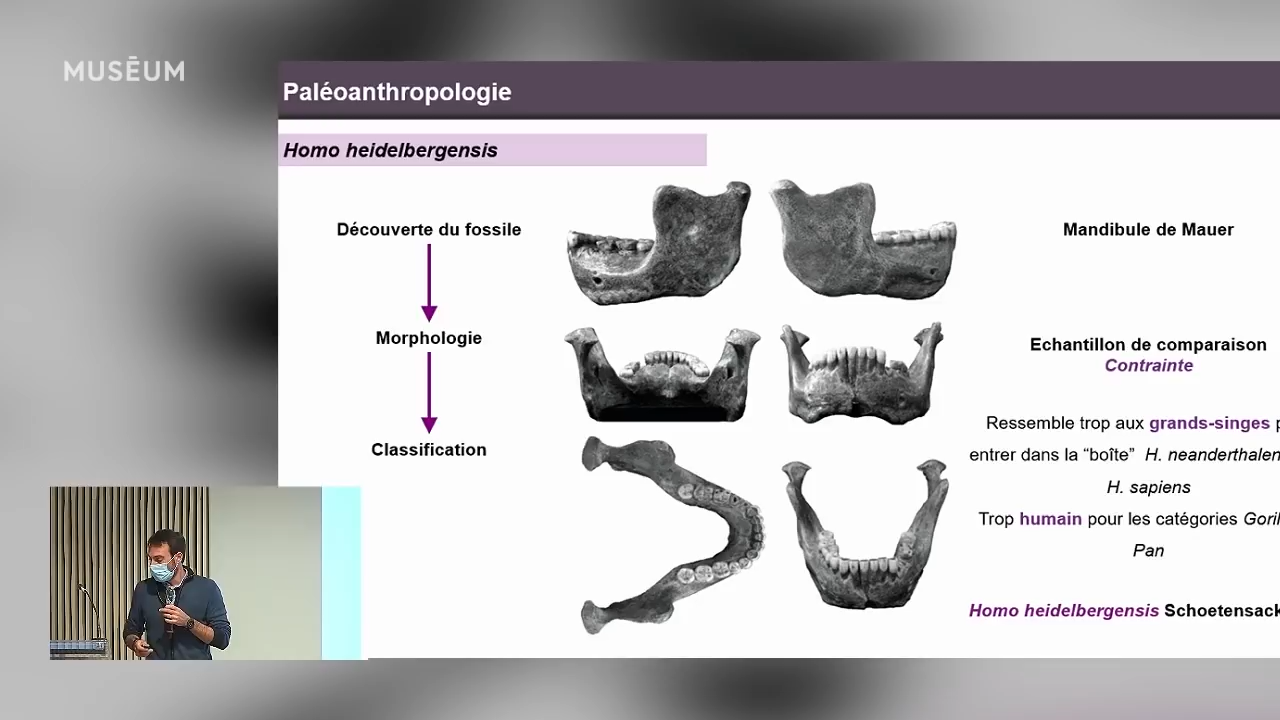 MUSĒUM
Paléoanthropologie
Homo heidelbergensis
Découverte du fossile
Morphologie
Classification
Mandibule de Mauer
Echantillon de comparaison
Contrainte
Ressemble trop aux grands-singes
entrer dans la “boîte” H. neanderthalen
H. sapiens
Trop humain pour les catégories Goril
Pan
Homo heidelbergensis Schoetensack